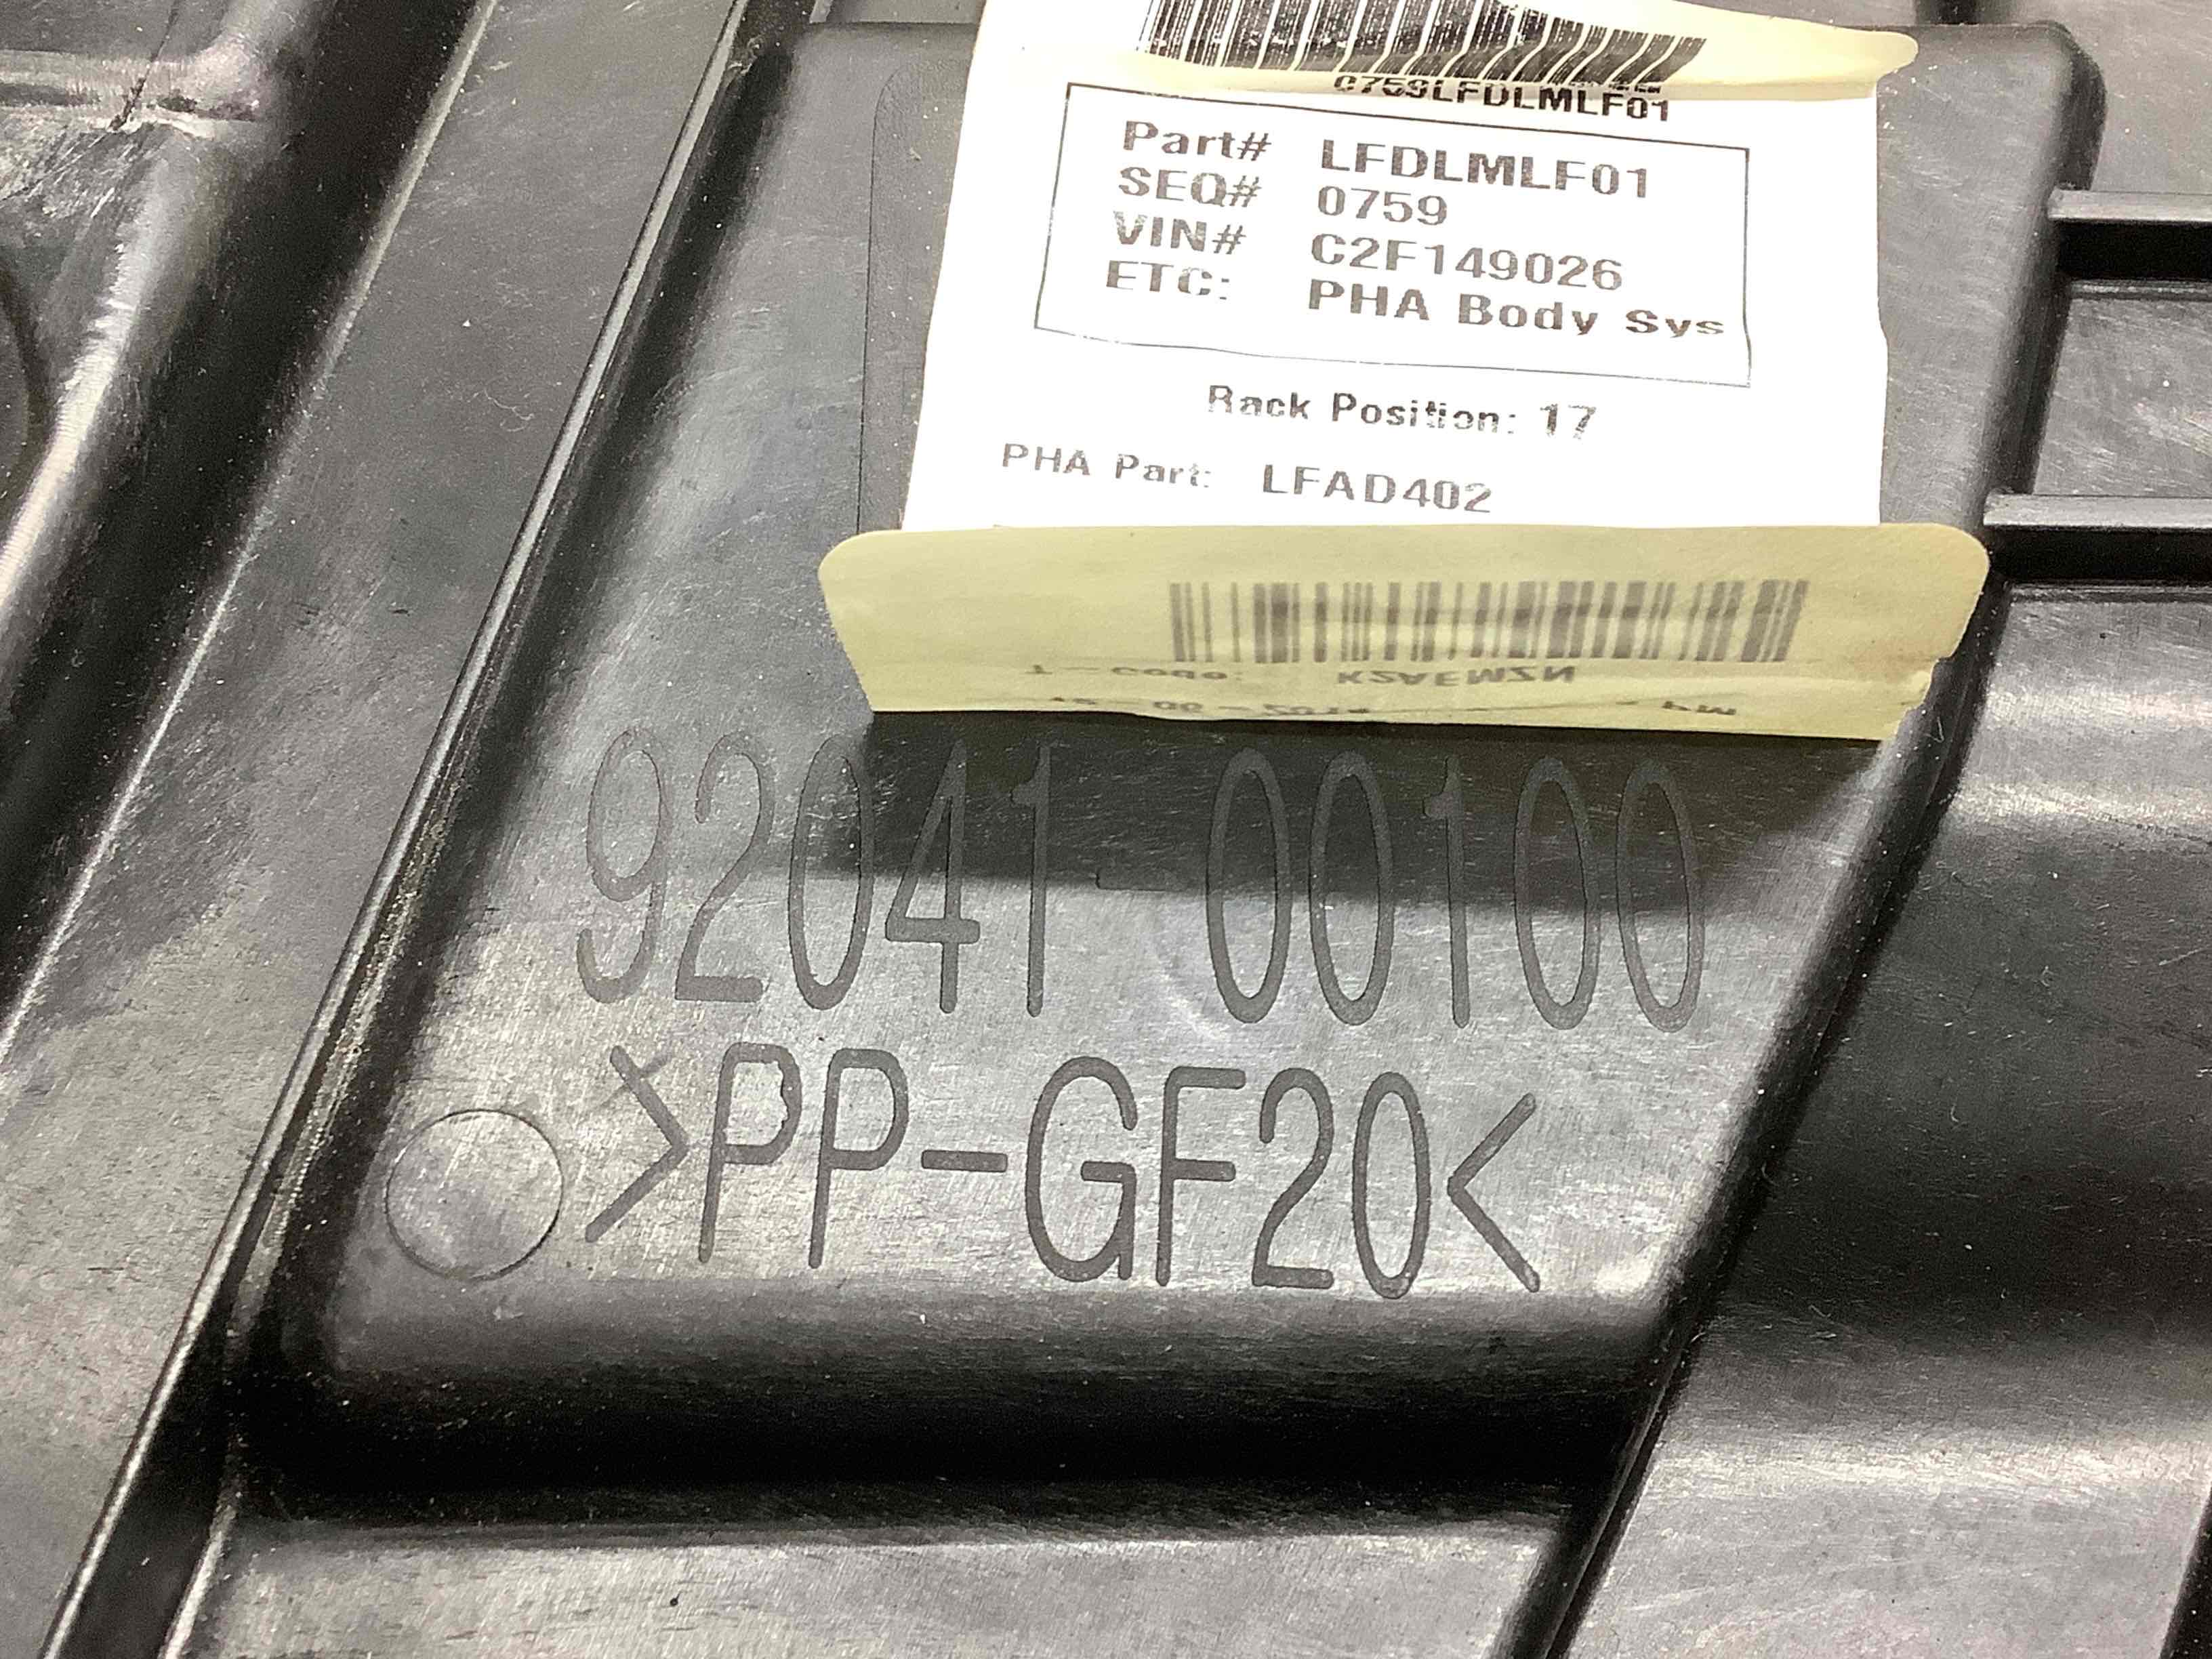 0759LFDLMLF01
Part# LFDLMLF01
SEQ# 0759
VIN# C2F149026
ETC: PHA Body Sys
Rack Position: 17
PHA Part: LFAD402
92041-00100
>PP-GF20<